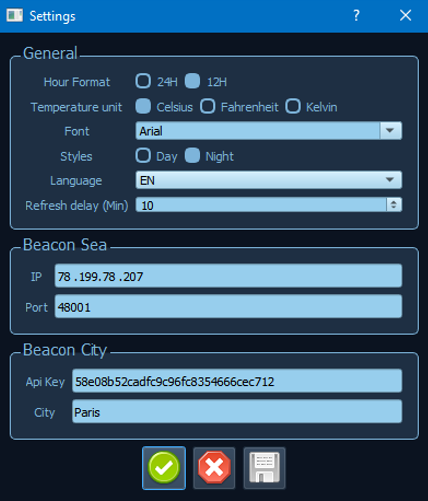 Settings
General
Hour Format 24H 12H
Temperature unit Celsius Fahrenheit Kelvin
Font Arial
Styles Day Night
Language EN
Refresh delay (Min) 10
Beacon Sea
IP 78 .199.78 .207
Port 48001
Beacon City
Api Key 58e08b52cadfc9c96fc8354666cec712
City Paris